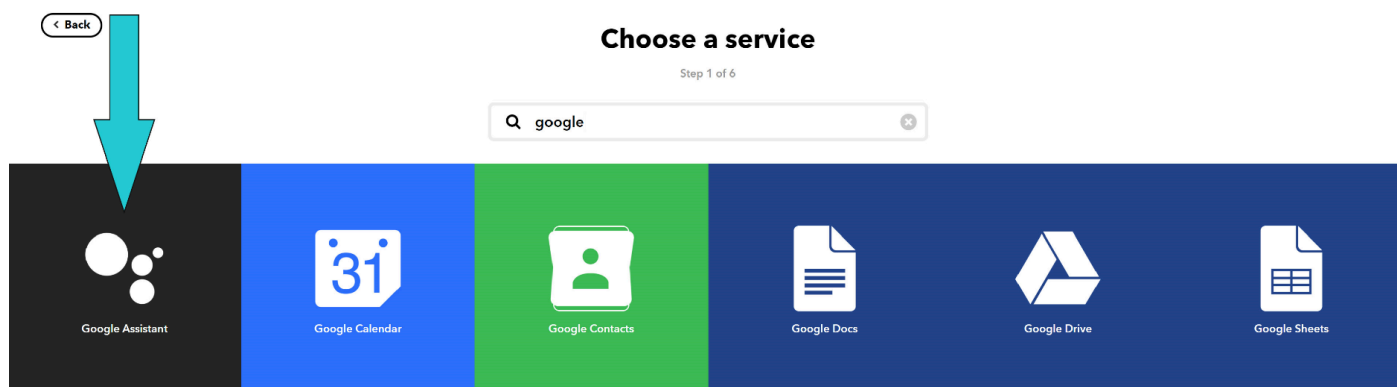 Back
Choose a service
Step 1 of 6
google
31
Google Assistant
Google Calendar
Google Contacts
Google Docs
Google Drive
Google Sheets